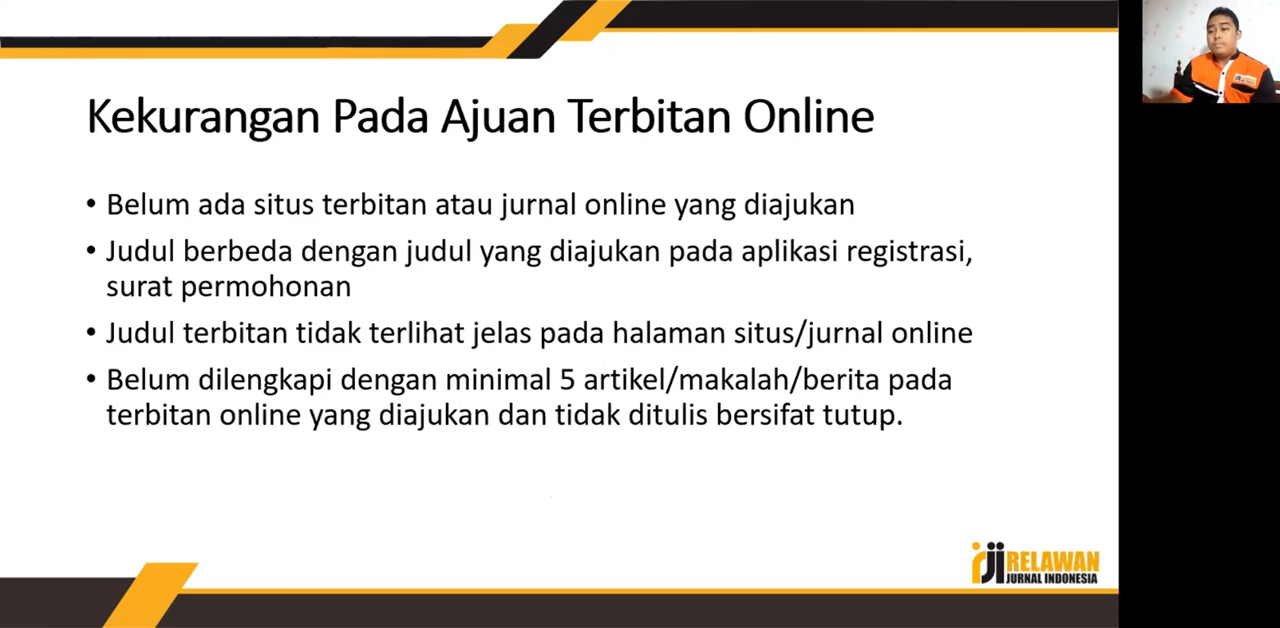 Kekurangan Pada Ajuan Terbitan Online
• Belum ada situs terbitan atau jurnal online yang diajukan
• Judul berbeda dengan judul yang diajukan pada aplikasi registrasi,
surat permohonan
• Judul terbitan tidak terlihat jelas pada halaman situs/jurnal online
• Belum dilengkapi dengan minimal 5 artikel/makalah/berita pada
terbitan online yang diajukan dan tidak ditulis bersifat tutup.
rji RELAWAN
JURNAL INDONESIA